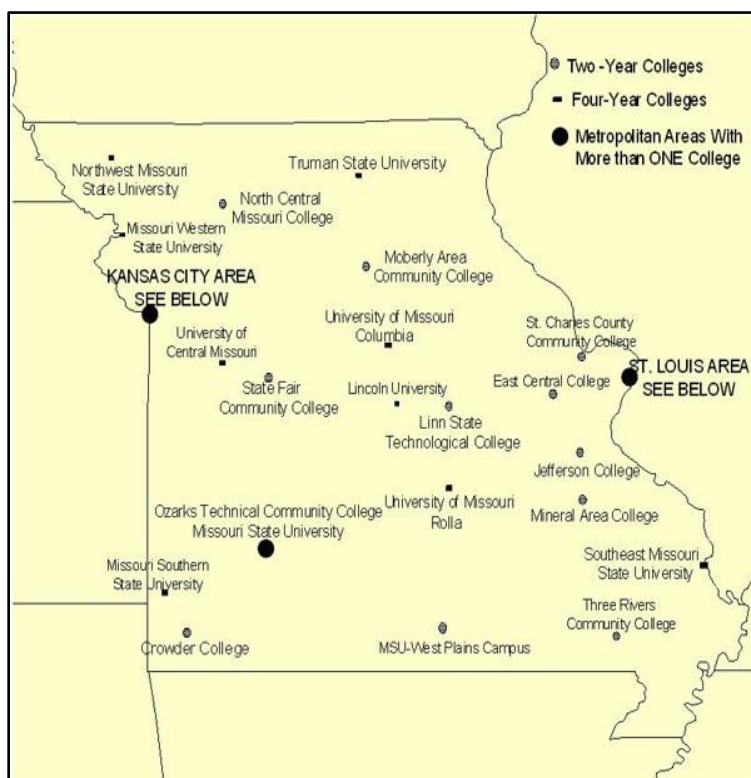 Two -Year Colleges
Four-Year Colleges
Metropolitan Areas With
More than ONE College
Northwest Missouri
State University
Truman State University
North Central
Missouri College
Missouri Western
State University
Moberly Area
Community College
KANSAS CITY AREA
SEE BELOW
University of
Central Missouri
University of Missouri
Columbia
St. Charles County
Community College
ST. LOUIS AREA
SEE BELOW
State Fair
Community College
Lincoln University
East Central College
Linn State
Technological College
Jefferson College
Ozarks Technical Community College
Missouri State University
University of Missouri
Rolla
Mineral Area College
Missouri Southern
State University
Southeast Missouri
State University
Three Rivers
Community College
Crowder College
MSU-West Plains Campus